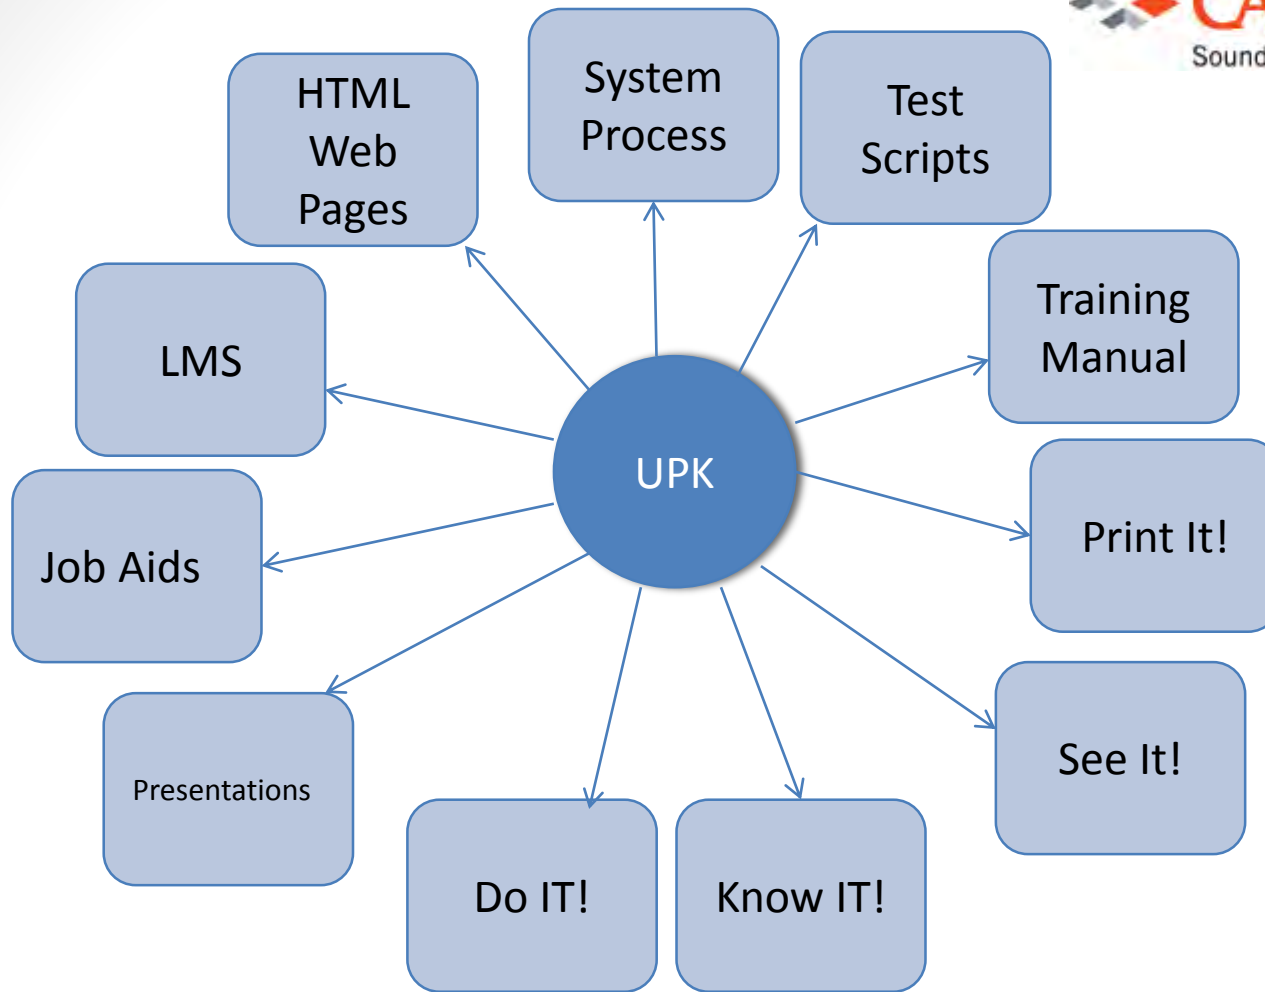 CA
Sound
System
Process
HTML
Web
Pages
Test
Scripts
Training
Manual
LMS
UPK
Print It!
Job Aids
See It!
Presentations
Do IT!
Know IT!